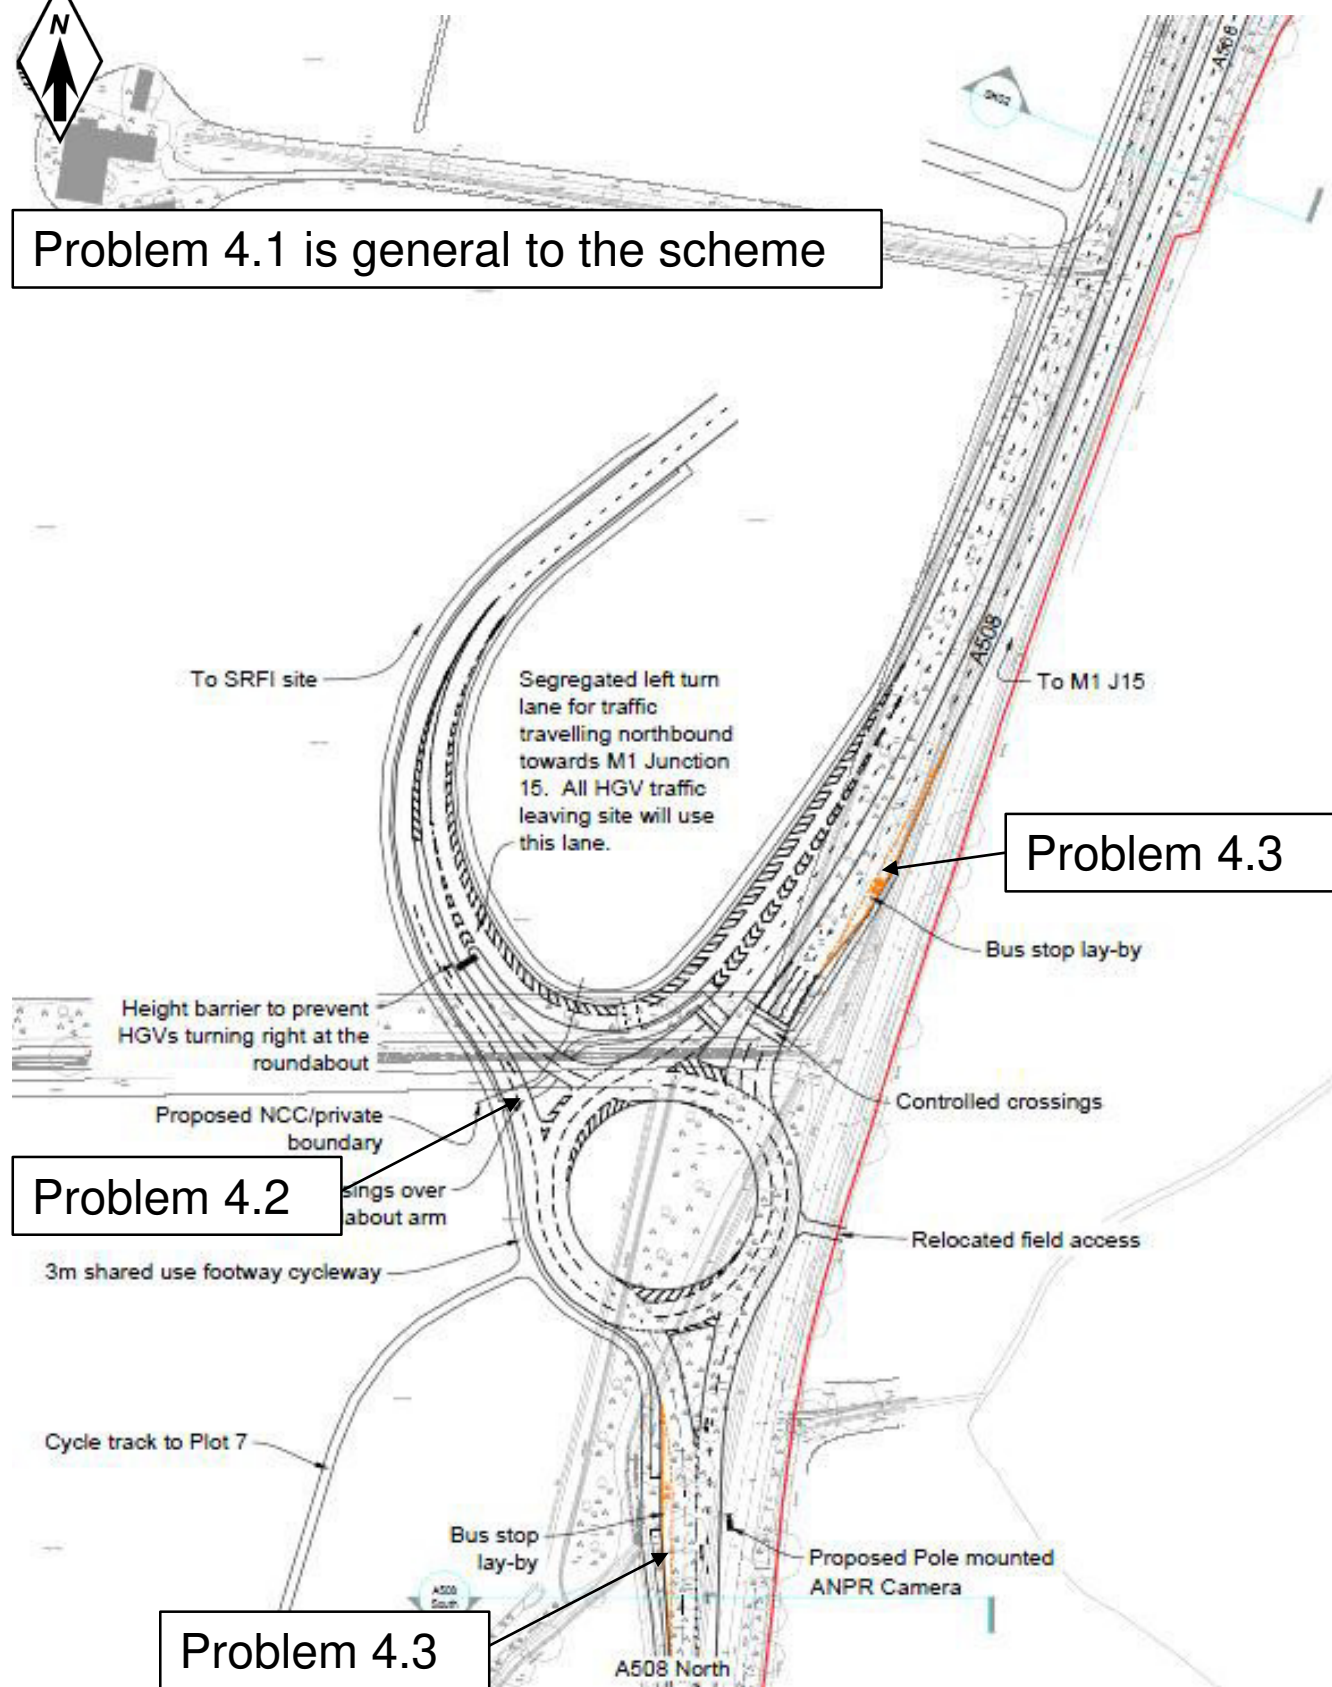 N
A508
SK02
Problem 4.1 is general to the scheme
To SRFI site
Segregated left turn
lane for traffic
travelling northbound
towards M1 Junction
15. All HGV traffic
leaving site will use
this lane.
A508
To M1 J15
Problem 4.3
Bus stop lay-by
Height barrier to prevent
HGVs turning right at the
roundabout
Controlled crossings
Proposed NCC/private
boundary
Problem 4.2
sings over
about arm
Relocated field access
3m shared use footway cycleway
Cycle track to Plot 7
Bus stop
lay-by
Proposed Pole mounted
ANPR Camera
A508
South
Problem 4.3
A508 North